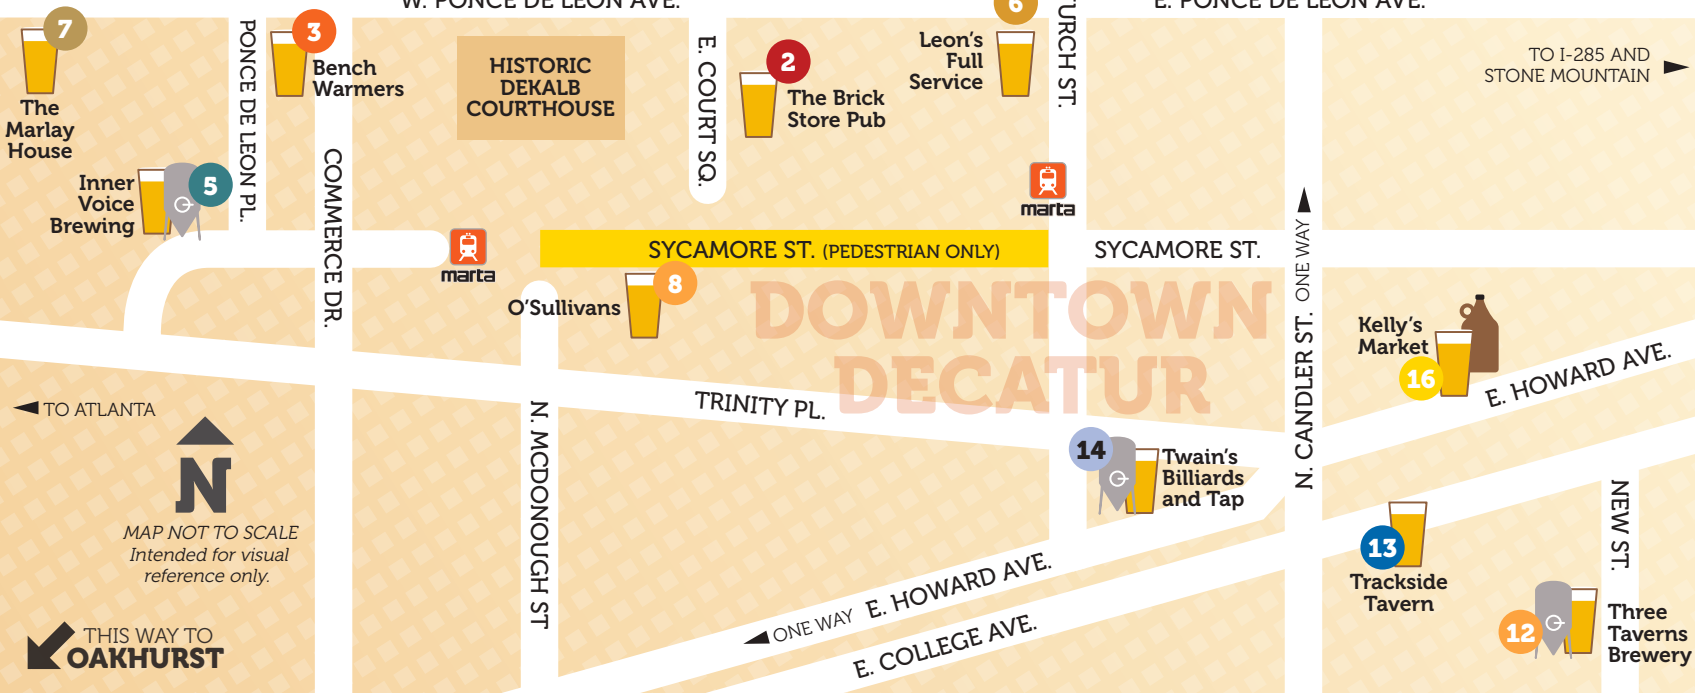 W. PONCE DE LEON AVE.
E. PONCE DE LEON AVE.
7
The
Marlay
House
PONCE DE LEON PL.
3
Bench
Warmers
HISTORIC
DEKALB
COURTHOUSE
E. COURT SQ.
2
The Brick
Store Pub
6
Leon's
Full
Service
URCH ST.
TO I-285 AND
STONE MOUNTAIN
Inner
Voice
Brewing
5
COMMERCE DR.
marta
marta
SYCAMORE ST. (PEDESTRIAN ONLY)
SYCAMORE ST.
N. CANDLER ST. ONE WAY
O'Sullivans
8
DOWNTOWN
DECATUR
Kelly's
Market
16
E. HOWARD AVE.
TO ATLANTA
N
MAP NOT TO SCALE
Intended for visual
reference only.
THIS WAY TO
OAKHURST
N. MCDONOUGH ST
TRINITY PL.
14
Twain's
Billiards
and Tap
ONE WAY E. HOWARD AVE.
E. COLLEGE AVE.
13
Trackside
Tavern
NEW ST.
12
Three
Taverns
Brewery